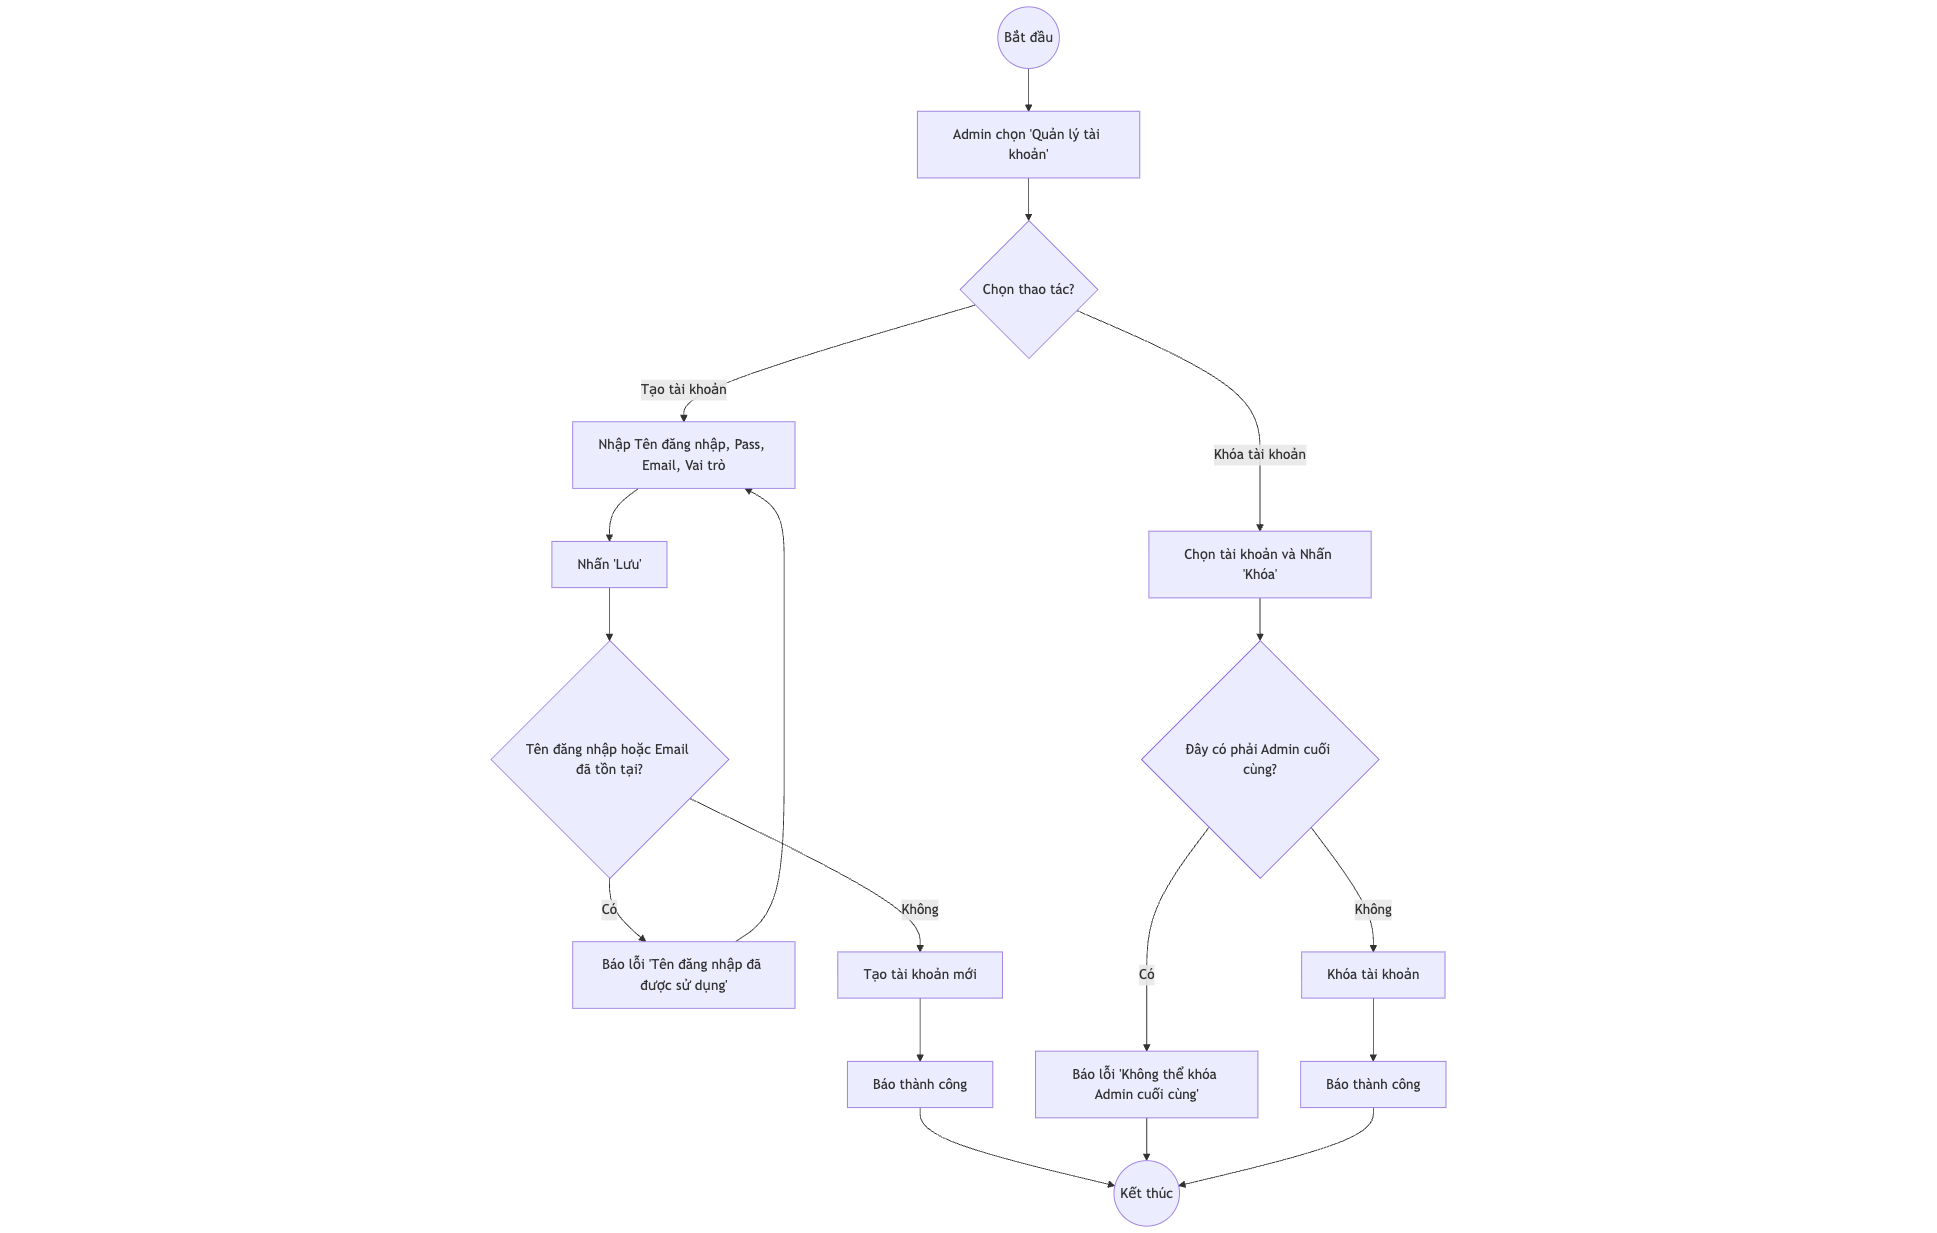 Bắt đầu
Admin chọn 'Quản lý tài
khoản'
Chọn thao tác?
Tạo tài khoản
Nhập Tên đăng nhập, Pass,
Email, Vai trò
Khóa tài khoản
Nhấn 'Lưu'
Chọn tài khoản và Nhấn
'Khóa'
Tên đăng nhập hoặc Email
đã tồn tại?
Đây có phải Admin cuối
cùng?
Có
Không
Không
Báo lỗi 'Tên đăng nhập đã
được sử dụng'
Tạo tài khoản mới
Có
Khóa tài khoản
Báo thành công
Báo lỗi 'Không thể khóa
Admin cuối cùng'
Báo thành công
Kết thúc